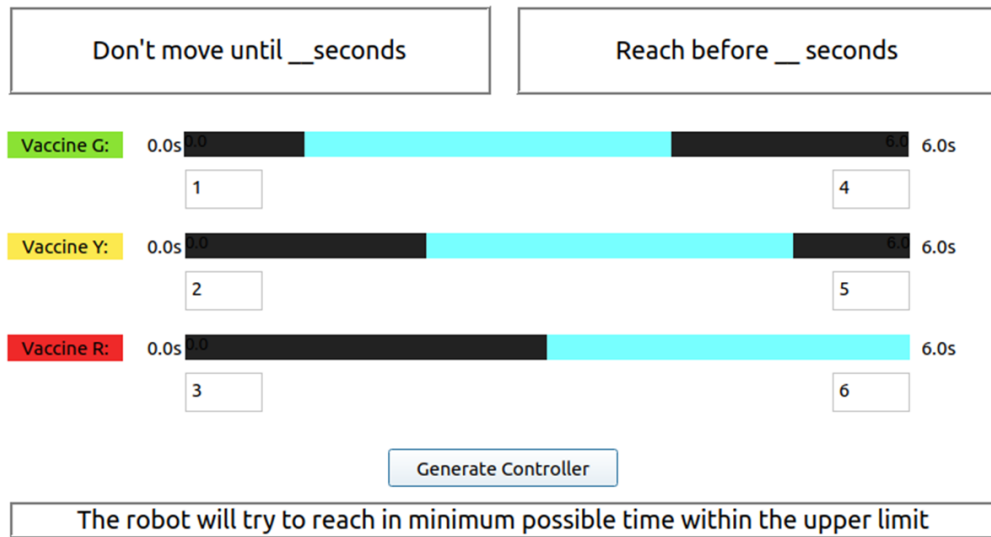 Don't move until __seconds
Reach before __ seconds
Vaccine G: 0.0s 0.0 6.0 6.0s
1 4
Vaccine Y: 0.0s 0.0 6.0 6.0s
2 5
Vaccine R: 0.0s 0.0 6.0s
3 6
Generate Controller
The robot will try to reach in minimum possible time within the upper limit